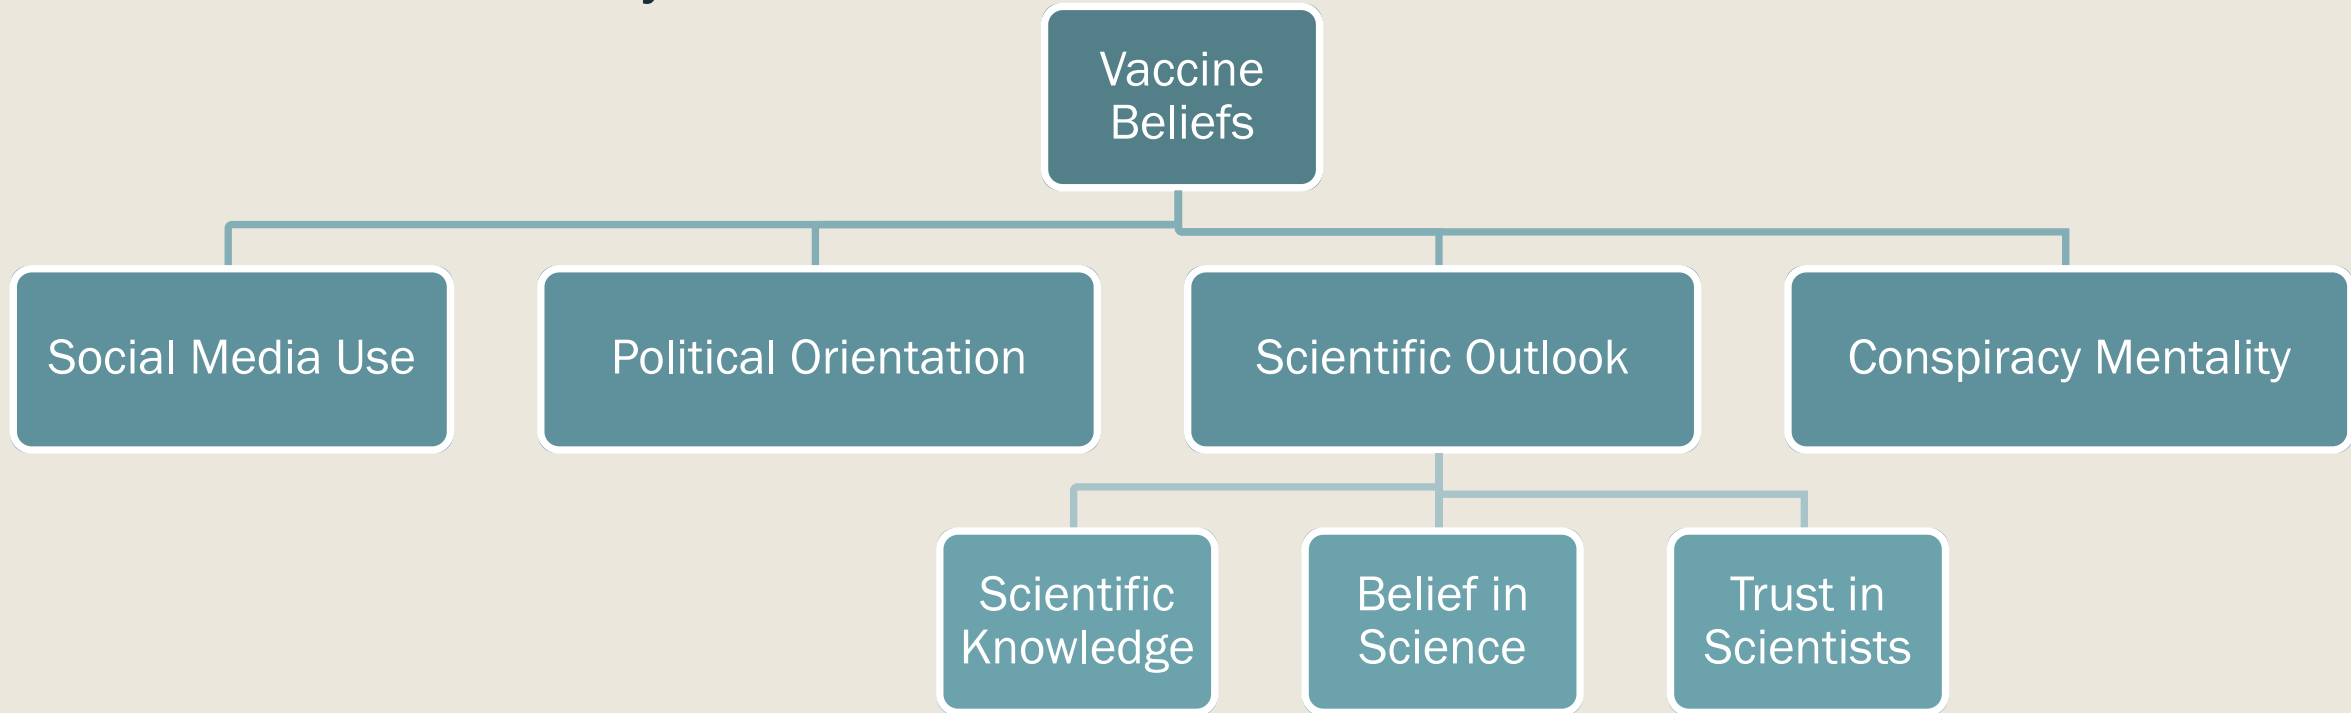 Vaccine
Beliefs
Social Media Use
Political Orientation
Scientific Outlook
Conspiracy Mentality
Scientific
Knowledge
Belief in
Science
Trust in
Scientists